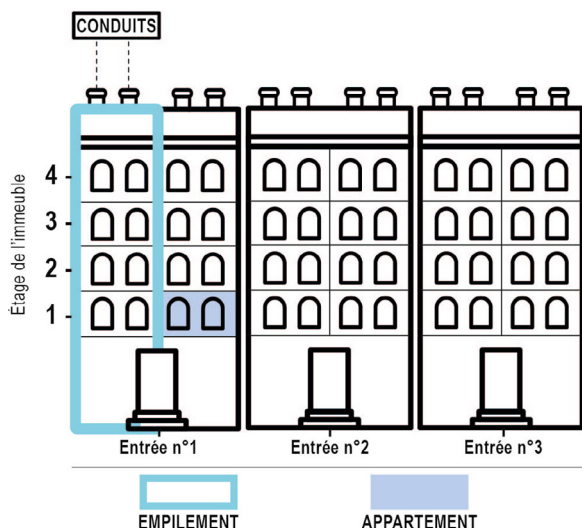 CONDUITS
Étage de l'immeuble
4
3
2
1
Entrée n°1
Entrée n°2
Entrée n°3
EMPILEMENT
APPARTEMENT